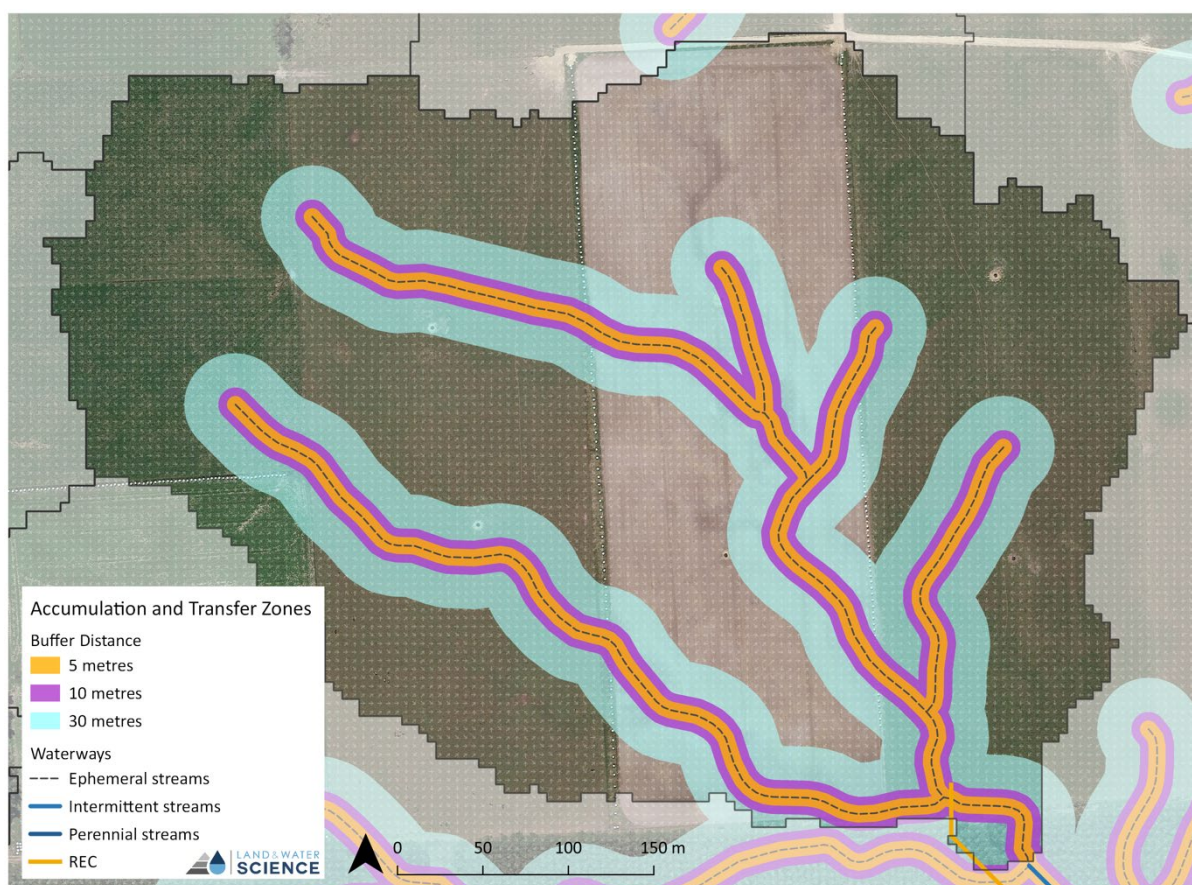 Accumulation and Transfer Zones
Buffer Distance
5 metres
10 metres
30 metres
Waterways
Ephemeral streams
Intermittent streams
Perennial streams
REC
LAND & WATER
SCIENCE
0 50 100 150 m